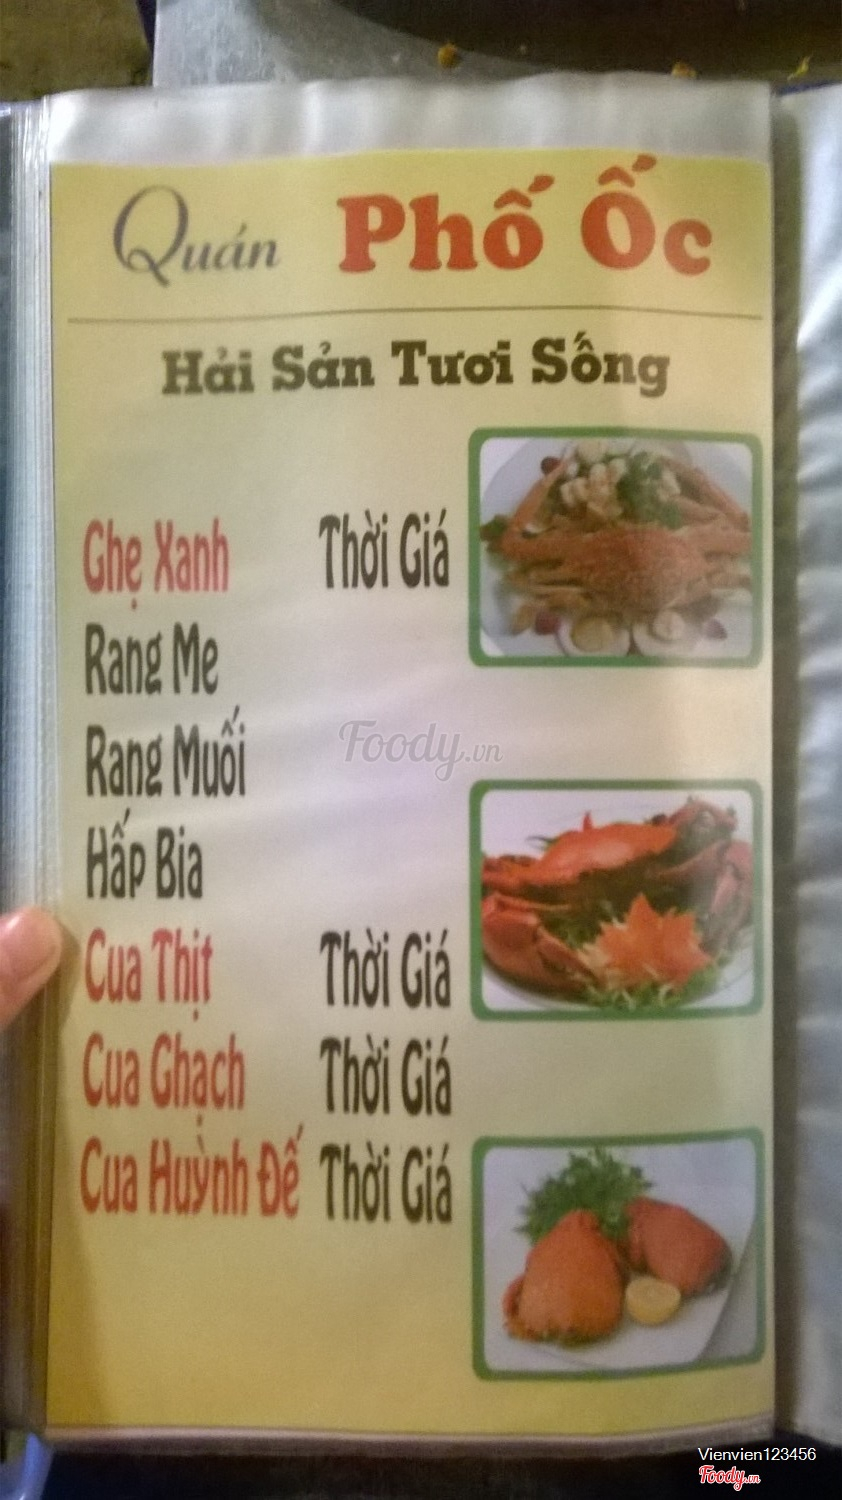 Quán Phố Ốc
Hải Sản Tươi Sống
Ghẹ Xanh Thời Giá
Rang Me
Rang Muối
Foody.vn
Hấp Bia
Cua Thịt Thời Giá
Cua Ghạch Thời Giá
Cua Huỳnh Đế Thời Giá
Vienvien123456
Foody.vn